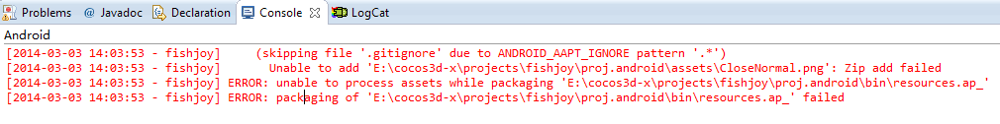 Problems @ Javadoc Declaration Console LogCat
Android
[2014-03-03 14:03:53 - fishjoy]     (skipping file '.gitignore' due to ANDROID_AAPT_IGNORE pattern '.*')
[2014-03-03 14:03:53 - fishjoy]       Unable to add 'E:\cocos3d-x\projects\fishjoy\proj.android\assets\CloseNormal.png': Zip add failed
[2014-03-03 14:03:53 - fishjoy] ERROR: unable to process assets while packaging 'E:\cocos3d-x\projects\fishjoy\proj.android\bin\resources.ap_'
[2014-03-03 14:03:53 - fishjoy] ERROR: packaging of 'E:\cocos3d-x\projects\fishjoy\proj.android\bin\resources.ap_' failed